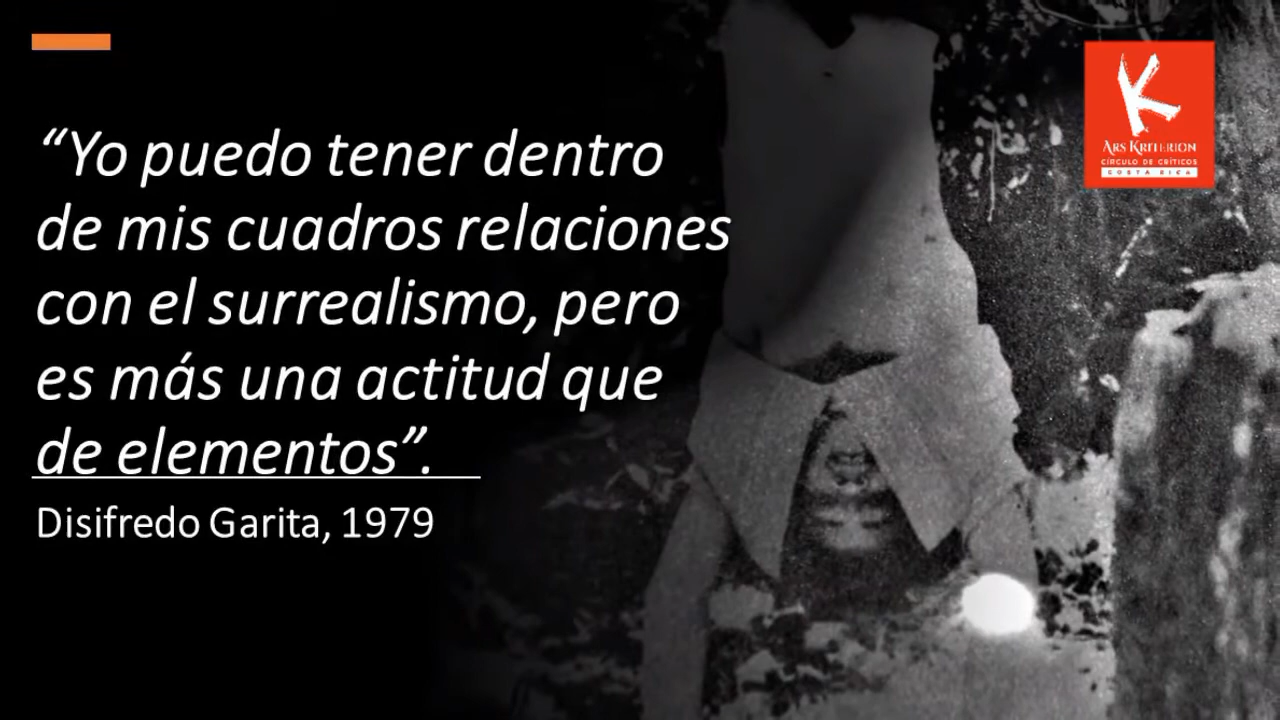 “Yo puedo tener dentro
de mis cuadros relaciones
con el surrealismo, pero
es más una actitud que
de elementos”.
Disifredo Garita, 1979
K
ARS KRITERION
CÍRCULO DE CRÍTICOS
COSTA RICA